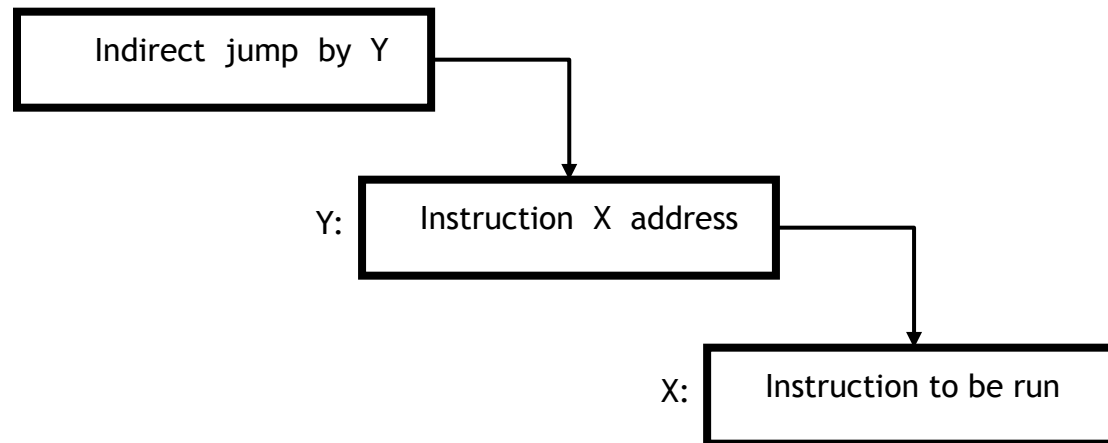 Indirect jump by Y
Y: Instruction X address
X: Instruction to be run